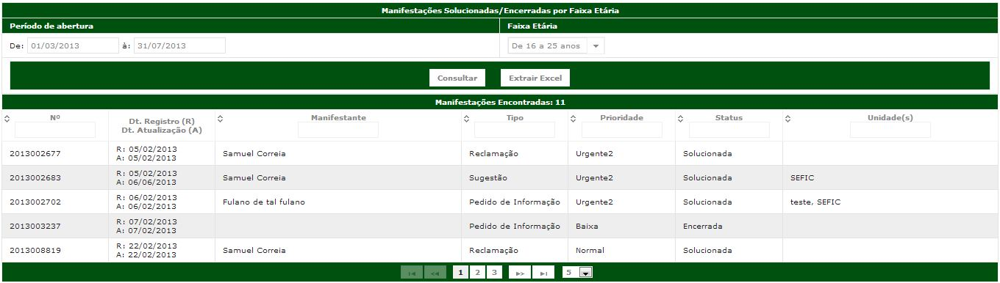 Manifestações Solucionadas/Encerradas por Faixa Etária
Período de abertura Faixa Etária
De: 01/03/2013 à: 31/07/2013 De 16 a 25 anos
Consultar Extrair Excel
Manifestações Encontradas: 11
Nº Dt. Registro (R) Manifestante Tipo Prioridade Status Unidade(s)
Dt. Atualização (A)
2013002677 R: 05/02/2013 Samuel Correia Reclamação Urgente2 Solucionada
A: 05/02/2013
2013002683 R: 05/02/2013 Samuel Correia Sugestão Urgente2 Solucionada SEFIC
A: 06/06/2013
2013002702 R: 06/02/2013 Fulano de tal fulano Pedido de Informação Urgente2 Solucionada teste, SEFIC
A: 06/02/2013
2013003237 R: 07/02/2013 Pedido de Informação Baixa Encerrada
A: 07/02/2013
2013008819 R: 22/02/2013 Samuel Correia Reclamação Normal Solucionada
A: 22/02/2013
1 2 3 5